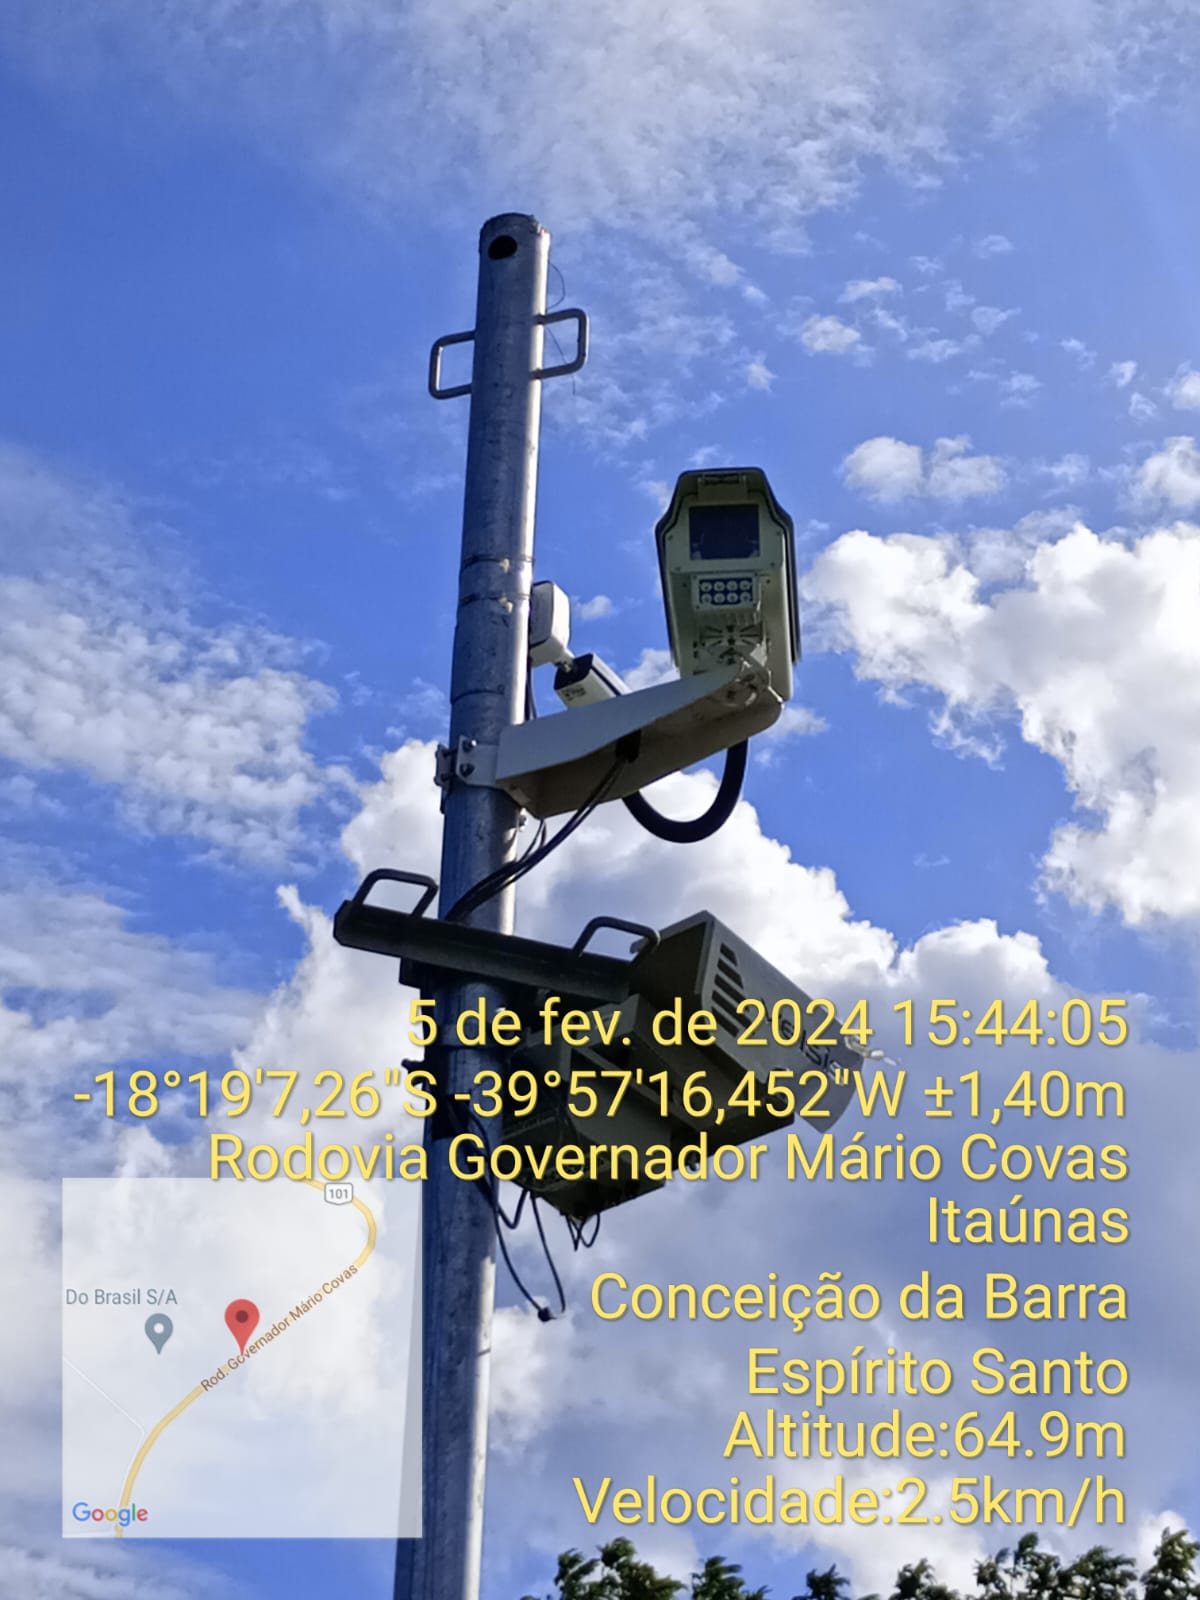 5 de fev. de 2024 15:44:05
-18°19'7,26"S -39°57'16,452"W ±1,40m
Rodovia Governador Mário Covas
Itaúnas
Conceição da Barra
Espírito Santo
Altitude:64.9m
Velocidade:2.5km/h
101
Do Brasil S/A
Rod. Governador Mário Covas
Google